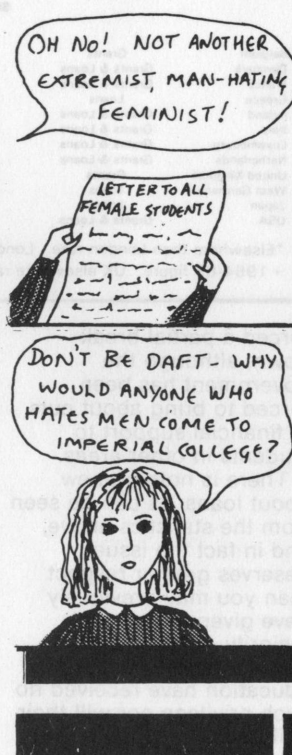 OH NO! NOT ANOTHER
EXTREMIST, MAN-HATING
FEMINIST!
LETTER TO ALL
FEMALE STUDENTS
DON'T BE DAFT - WHY
WOULD ANYONE WHO
HATES MEN COME TO
IMPERIAL COLLEGE?